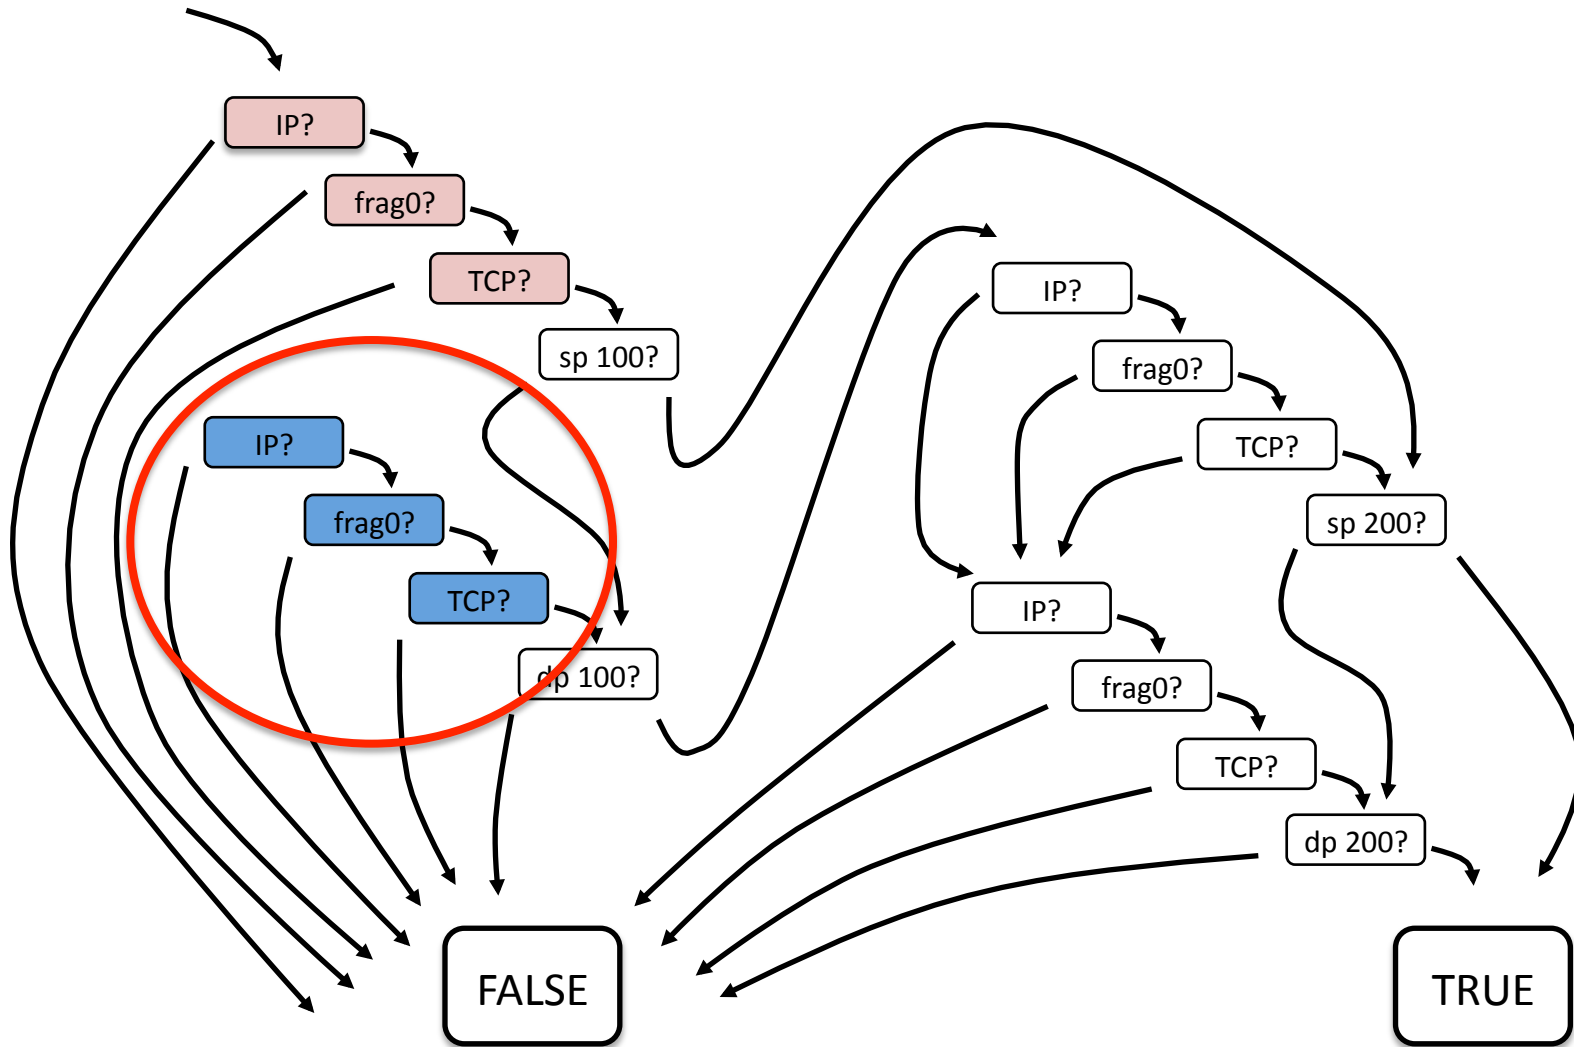 IP?
frag0?
TCP?
sp 100?
IP?
frag0?
TCP?
dp 100?
IP?
frag0?
TCP?
sp 200?
IP?
frag0?
TCP?
dp 200?
FALSE
TRUE